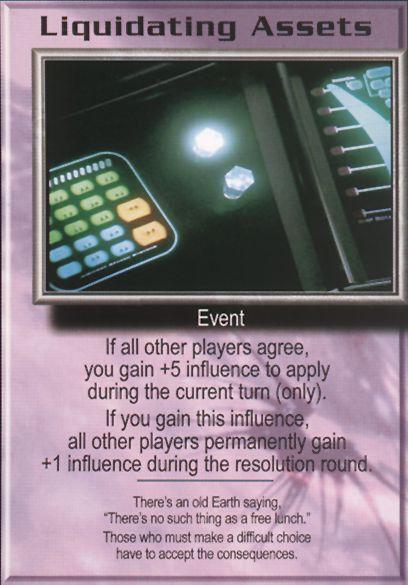 Liquidating Assets
Event
If all other players agree,
you gain +5 influence to apply
during the current turn (only).
If you gain this influence,
all other players permanently gain
+1 influence during the resolution round.
There's an old Earth saying,
"There's no such thing as a free lunch."
Those who must make a difficult choice
have to accept the consequences.